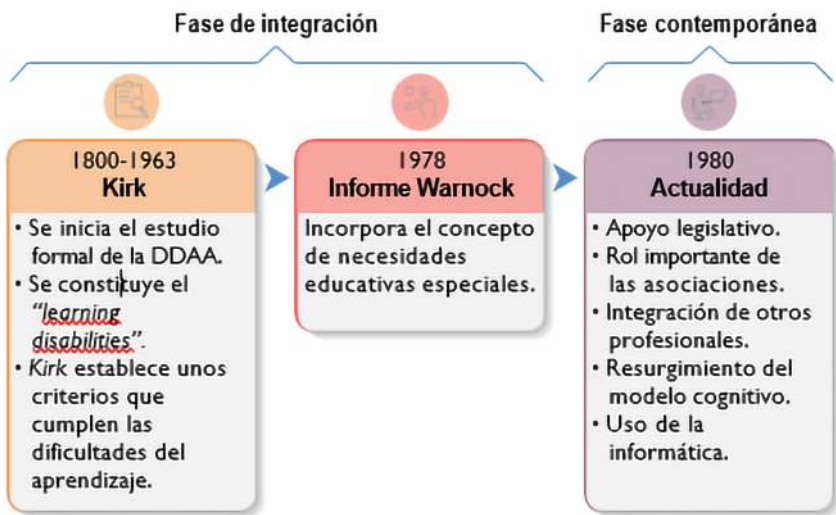 Fase de integración
Fase contemporánea
1800-1963
Kirk
• Se inicia el estudio
formal de la DDAA.
• Se constituye el
“learning
disabilities”.
• Kirk establece unos
criterios que
cumplen las
dificultades del
aprendizaje.
1978
Informe Warnock
Incorpora el concepto
de necesidades
educativas especiales.
1980
Actualidad
• Apoyo legislativo.
• Rol importante de
las asociaciones.
• Integración de otros
profesionales.
• Resurgimiento del
modelo cognitivo.
• Uso de la
informática.